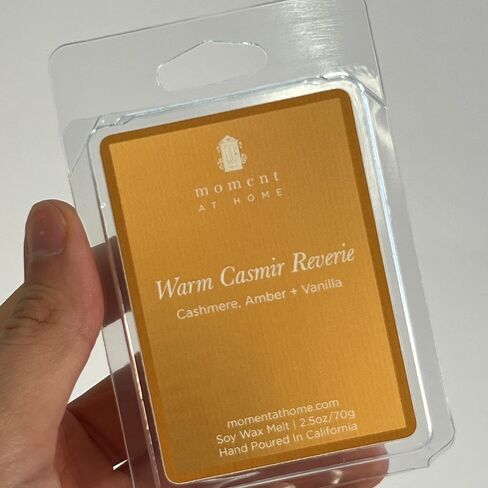 moment
AT HOME
Warm Casmir Reverie
Cashmere, Amber + Vanilla
momentathome.com
Soy Wax Melt | 2.5oz/70g
Hand Poured In California